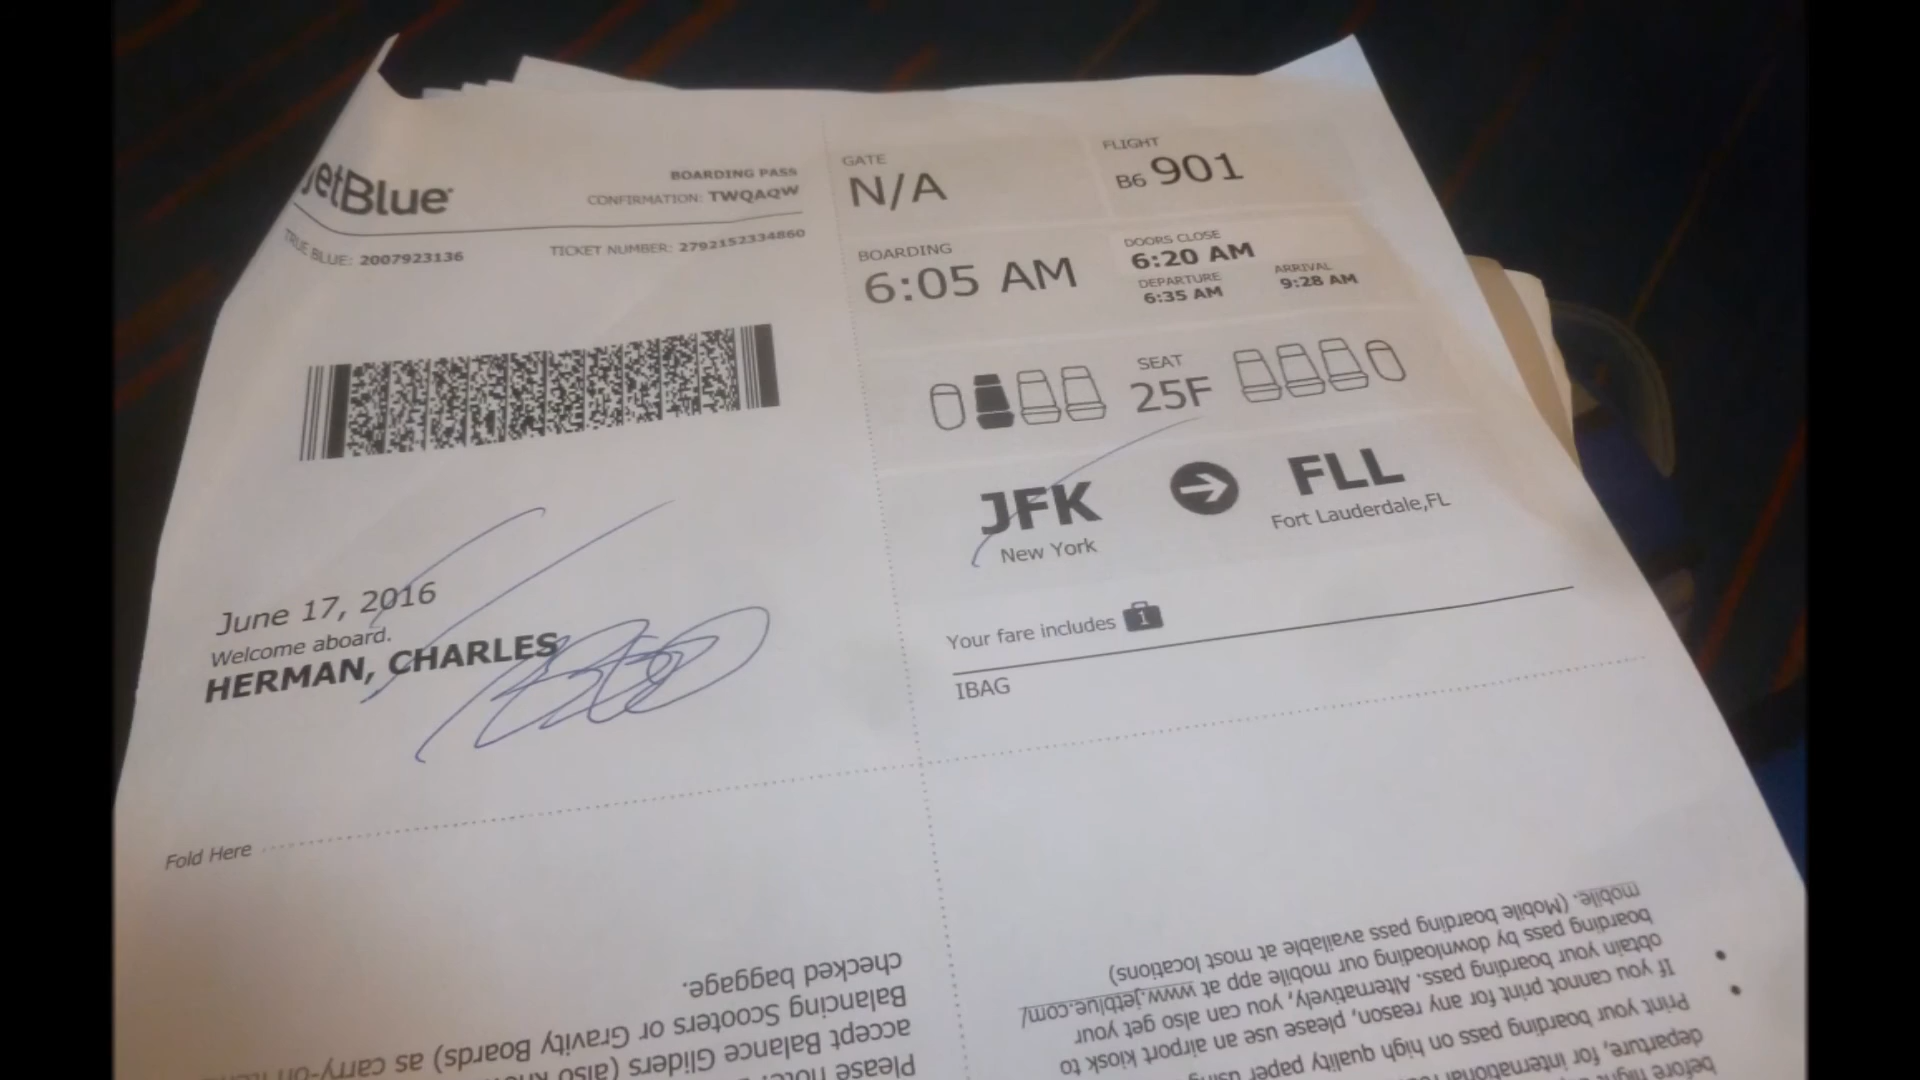 jetBlue
BOARDING PASS
CONFIRMATION: TWQAQW
TRUE BLUE: 2007923136
TICKET NUMBER: 2792152334860
June 17, 2016
Welcome aboard.
HERMAN, CHARLES
GATE
N/A
FLIGHT
B6 901
BOARDING
6:05 AM
DOORS CLOSE
6:20 AM
DEPARTURE
6:35 AM
ARRIVAL
9:28 AM
SEAT
25F
JFK
New York
FLL
Fort Lauderdale,FL
Your fare includes 1
IBAG
Fold Here
Please note:
accept Balance Gliders (also
Balancing Scooters or Gravity Boards) as carry-on
checked baggage.
before flight
departure, for international
Print your boarding pass on high quality paper
If you cannot print for any reason, please use an airport kiosk to
obtain your boarding pass. Alternatively, you can also get your
boarding pass by downloading our mobile app at www.jetblue.com/
mobile. (Mobile boarding pass available at most locations)